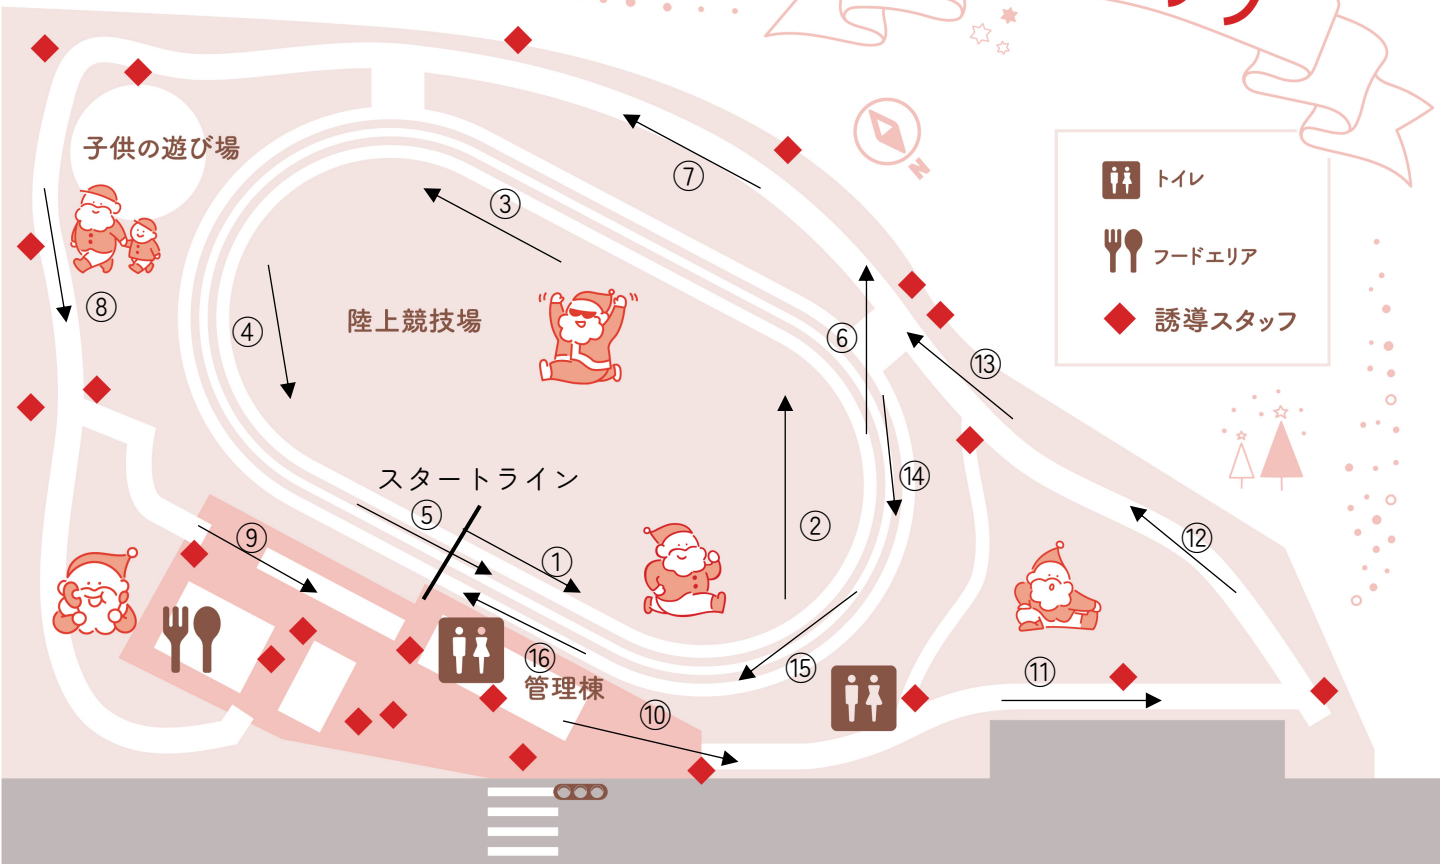 子供の遊び場
⑦
③
N
トイレ
フードエリア
誘導スタッフ
⑧
④
陸上競技場
⑥
⑬
スタートライン
⑤
①
②
⑭
⑨
⑫
⑯
管理棟
⑮
⑩
⑪